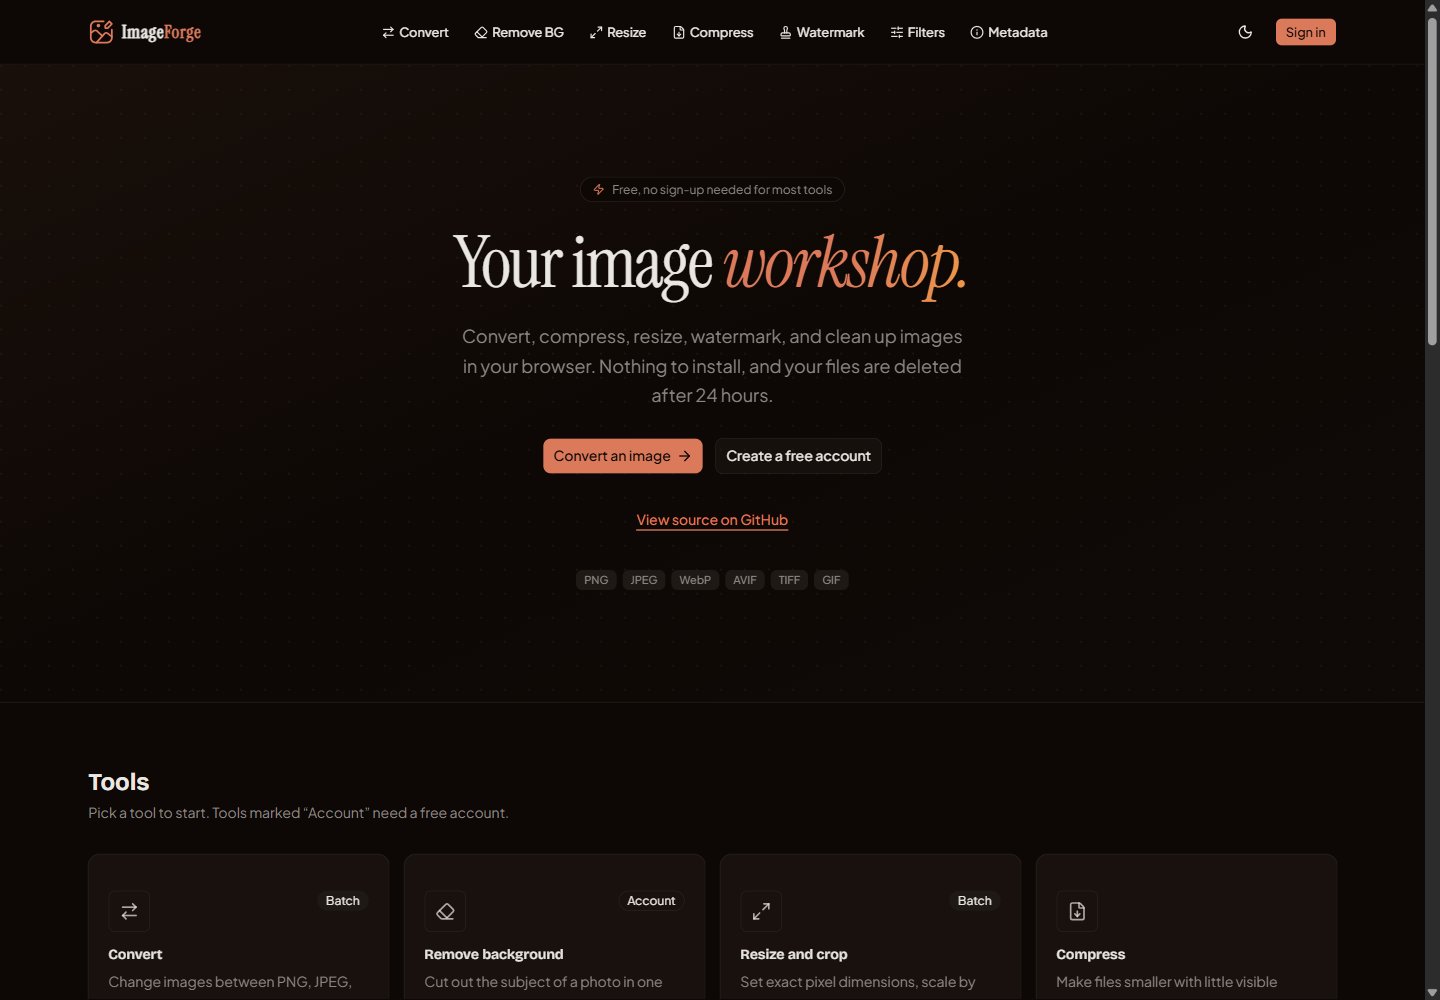 ImageForge
Convert
Remove BG
Resize
Compress
Watermark
Filters
Metadata
Sign in
Free, no sign-up needed for most tools
Your image workshop.
Convert, compress, resize, watermark, and clean up images
in your browser. Nothing to install, and your files are deleted
after 24 hours.
Convert an image
Create a free account
View source on GitHub
PNG
JPEG
WebP
AVIF
TIFF
GIF
Tools
Pick a tool to start. Tools marked “Account” need a free account.
Batch
Convert
Change images between PNG, JPEG,
Account
Remove background
Cut out the subject of a photo in one
Batch
Resize and crop
Set exact pixel dimensions, scale by
Compress
Make files smaller with little visible